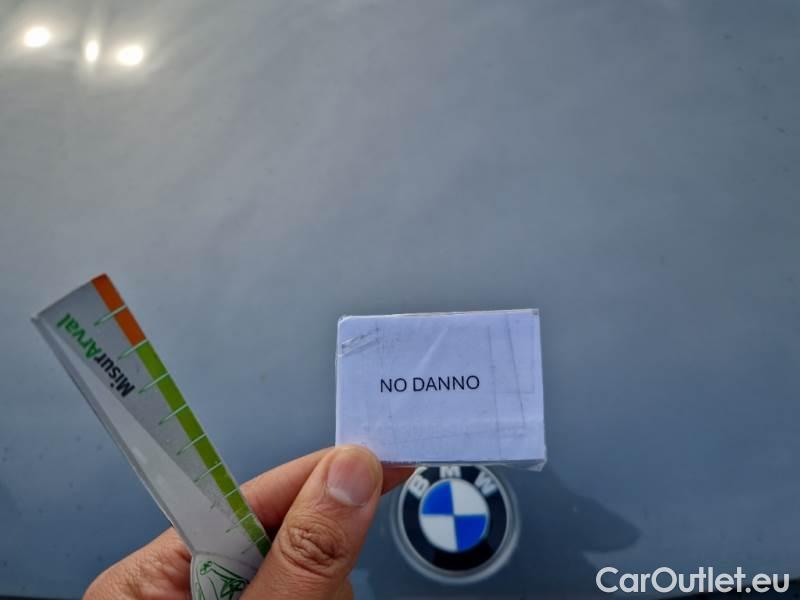 MisurArval
NO DANNO
BMW
CarOutlet.eu